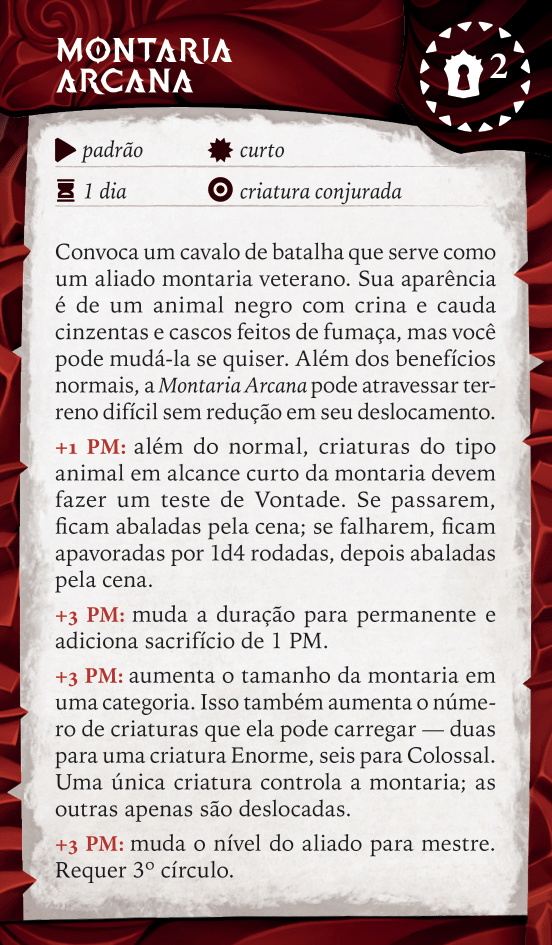 MONTARIA
ARCANA
2
padrão
curto
1 dia
criatura conjurada
Convoca um cavalo de batalha que serve como
um aliado montaria veterano. Sua aparência
é de um animal negro com crina e cauda
cinzentas e cascos feitos de fumaça, mas você
pode mudá-la se quiser. Além dos benefícios
normais, a Montaria Arcana pode atravessar ter-
reno difícil sem redução em seu deslocamento.
+1 PM: além do normal, criaturas do tipo
animal em alcance curto da montaria devem
fazer um teste de Vontade. Se passarem,
ficam abaladas pela cena; se falharem, ficam
apavoradas por 1d4 rodadas, depois abaladas
pela cena.
+3 PM: muda a duração para permanente e
adiciona sacrifício de 1 PM.
+3 PM: aumenta o tamanho da montaria em
uma categoria. Isso também aumenta o núme-
ro de criaturas que ela pode carregar — duas
para uma criatura Enorme, seis para Colossal.
Uma única criatura controla a montaria; as
outras apenas são deslocadas.
+3 PM: muda o nível do aliado para mestre.
Requer 3º círculo.